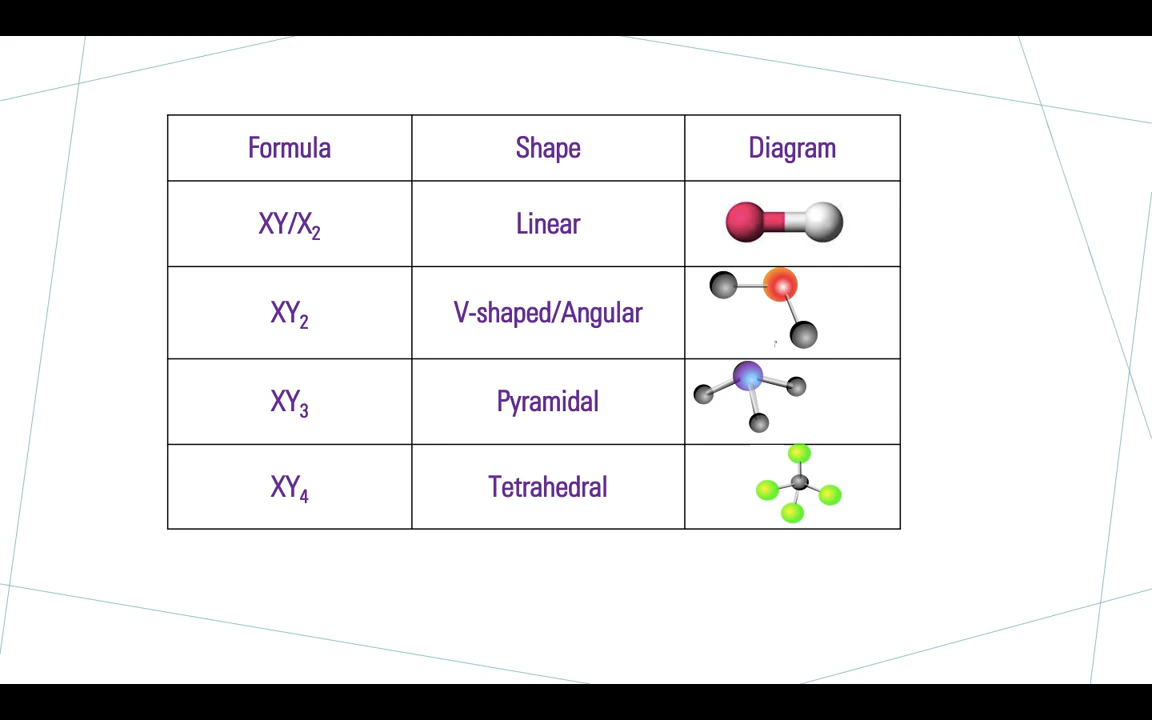 Formula Shape Diagram
XY/X₂ Linear
XY₂ V-shaped/Angular
XY₃ Pyramidal
XY₄ Tetrahedral